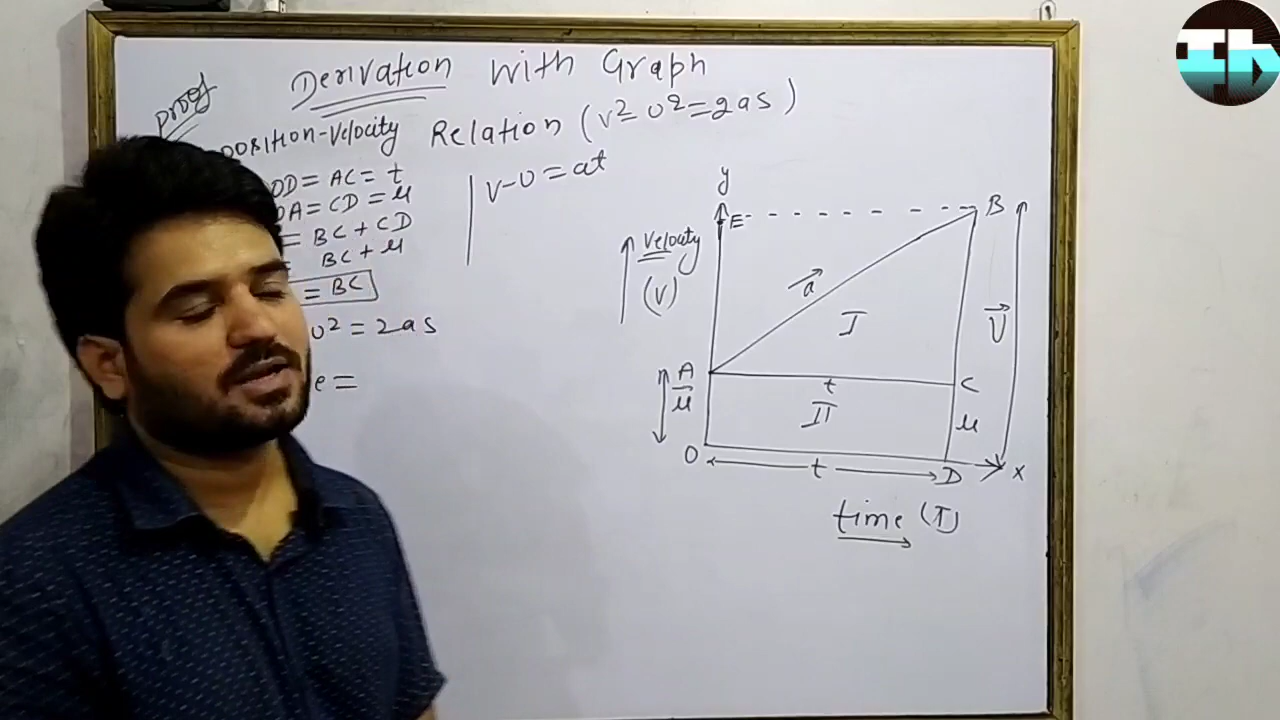 Derivation with Graph
Proof
position-Velocity Relation (v² u² = 2as)
OD = AC = t
OA = CD = u
= BC + CD
= BC + u
= BC
u² = 2as
e =
v-u = at
y
E
B
Velocity
(v)
a
I
V
A
u
t
C
II
u
O
t
D
x
time (T)